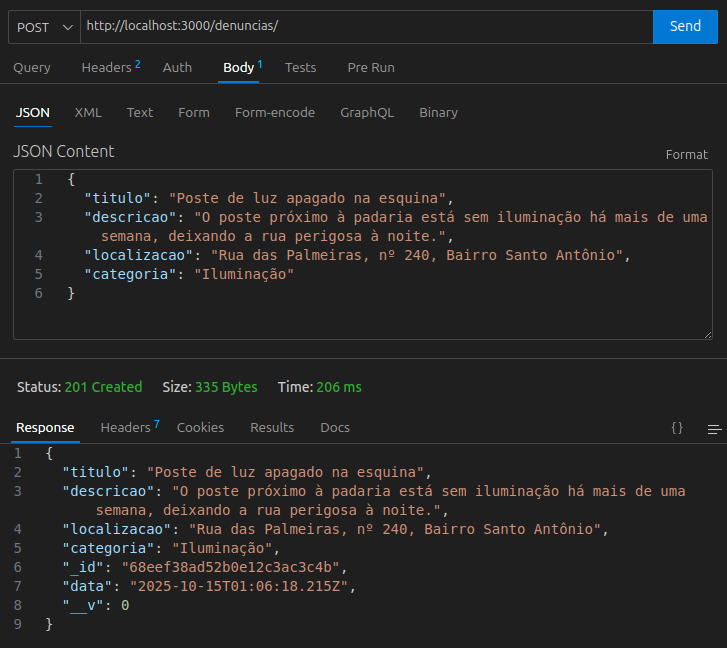 POST http://localhost:3000/denuncias/ Send
Query Headers 2 Auth Body 1 Tests Pre Run
JSON XML Text Form Form-encode GraphQL Binary
JSON Content Format
1 {
2 "titulo": "Poste de luz apagado na esquina",
3 "descricao": "O poste próximo à padaria está sem iluminação há mais de uma
semana, deixando a rua perigosa à noite.",
4 "localizacao": "Rua das Palmeiras, nº 240, Bairro Santo Antônio",
5 "categoria": "Iluminação"
6 }
Status: 201 Created Size: 335 Bytes Time: 206 ms
Response Headers 7 Cookies Results Docs { }
1 {
2 "titulo": "Poste de luz apagado na esquina",
3 "descricao": "O poste próximo à padaria está sem iluminação há mais de uma
semana, deixando a rua perigosa à noite.",
4 "localizacao": "Rua das Palmeiras, nº 240, Bairro Santo Antônio",
5 "categoria": "Iluminação",
6 "_id": "68eef38ad52b0e12c3ac3c4b",
7 "data": "2025-10-15T01:06:18.215Z",
8 "__v": 0
9 }